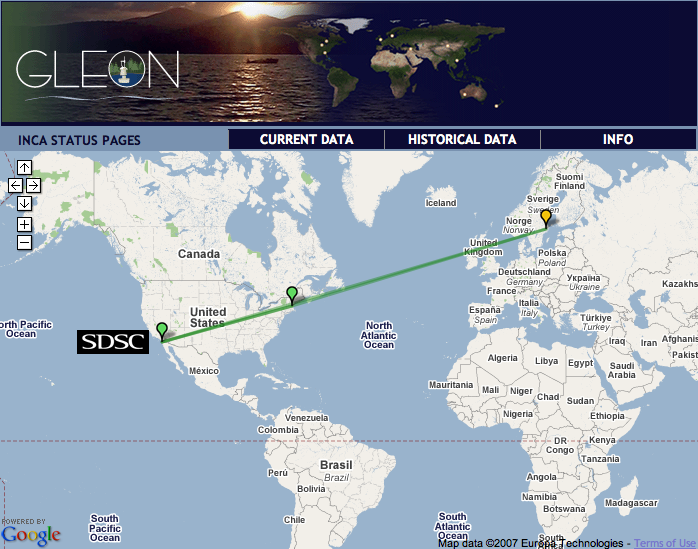 GLEON
INCA STATUS PAGES
CURRENT DATA
HISTORICAL DATA
INFO
Suomi
Finland
Sverige
Sweden
Iceland
Norge
Norway
United
Kingdom
Polska
Poland
Deutschland
Germany
Україна
Ukraine
Kazakhs
France
Italia
Italy
España
Spain
Türkiye
Turkey
Canada
United
States
SDSC
orth Pacific
Ocean
North
Atlantic
Ocean
Iraq
Iran
Afghanis
Pakist
México
Algeria
Libya
Egypt
Saudi
Arabia
Mauritania
Mali
Niger
Chad
Sudan
Nigeria
Ethiopia
Venezuela
Colombia
DR
Congo
Kenya
Tanzania
Brasil
Brazil
Perú
Bolivia
Angola
Namibia
Botswana
Madagascar
Chile
South
Pacific
Ocean
South
Atlantic
Ocean
South
POWERED BY
Google
Map data ©2007 Europa Technologies - Terms of Use